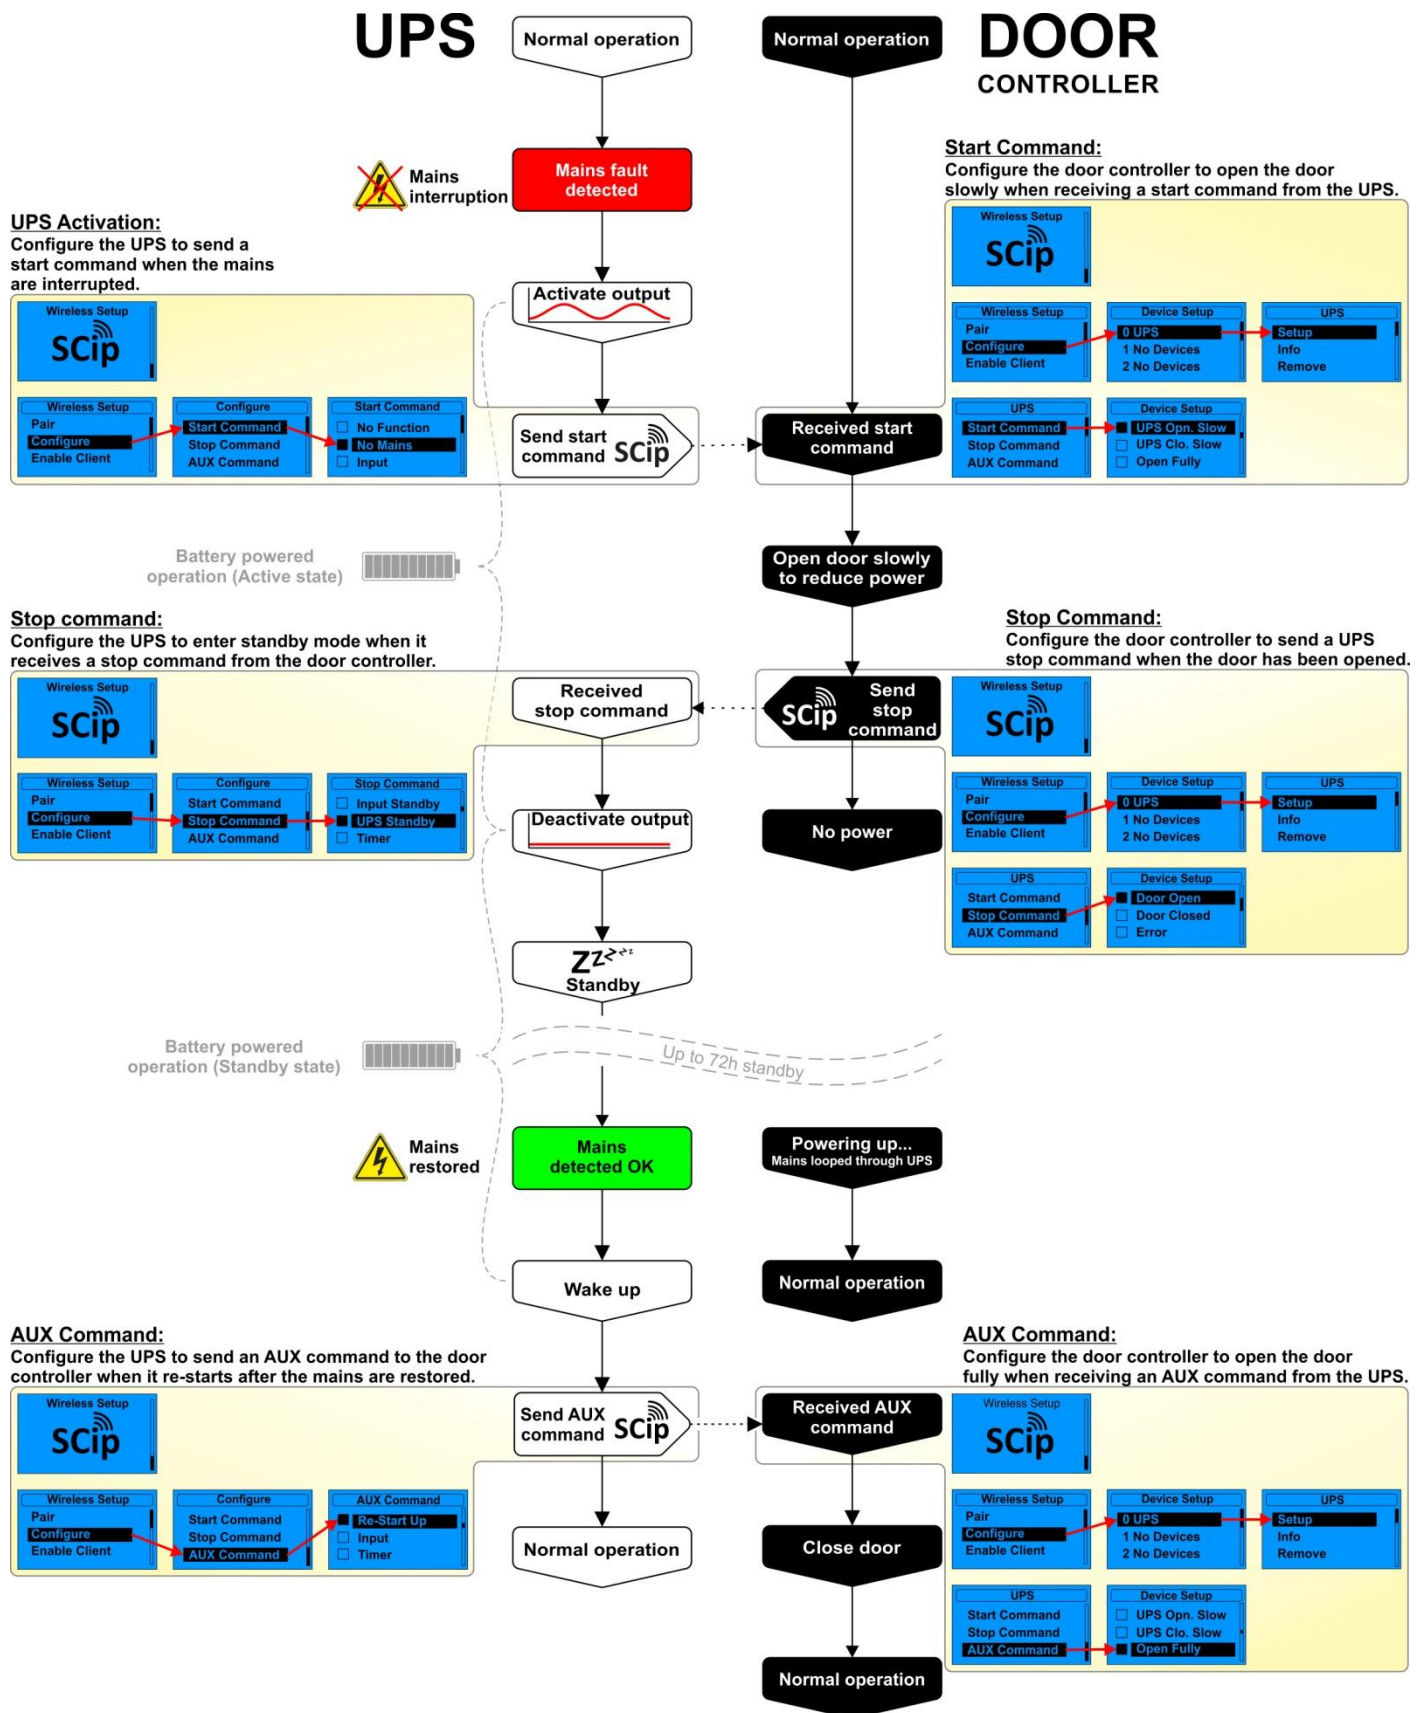 UPS
Normal operation
Normal operation
DOOR
CONTROLLER
Mains
interruption
Mains fault
detected
Start Command:
Configure the door controller to open the door
slowly when receiving a start command from the UPS.
UPS Activation:
Configure the UPS to send a
start command when the mains
are interrupted.
Activate output
Wireless Setup
SCip
Wireless Setup
Pair
Configure
Enable Client
Configure
Start Command
Stop Command
AUX Command
Start Command
No Function
No Mains
Input
Send start
command
SCip
Received start
command
Wireless Setup
SCip
Wireless Setup
Pair
Configure
Enable Client
Device Setup
0 UPS
1 No Devices
2 No Devices
UPS
Setup
Info
Remove
UPS
Start Command
Stop Command
AUX Command
Device Setup
UPS Opn. Slow
UPS Clo. Slow
Open Fully
Battery powered
operation (Active state)
Open door slowly
to reduce power
Stop command:
Configure the UPS to enter standby mode when it
receives a stop command from the door controller.
Stop Command:
Configure the door controller to send a UPS
stop command when the door has been opened.
Wireless Setup
SCip
Wireless Setup
Pair
Configure
Enable Client
Configure
Start Command
Stop Command
AUX Command
Stop Command
Input Standby
UPS Standby
Timer
Received
stop command
SCip
Send
stop
command
Wireless Setup
SCip
Wireless Setup
Pair
Configure
Enable Client
Device Setup
0 UPS
1 No Devices
2 No Devices
UPS
Setup
Info
Remove
UPS
Start Command
Stop Command
AUX Command
Device Setup
Door Open
Door Closed
Error
Deactivate output
No power
ZZZZZZ
Standby
Battery powered
operation (Standby state)
Up to 72h standby
Mains
restored
Mains
detected OK
Powering up...
Mains looped through UPS
Wake up
Normal operation
AUX Command:
Configure the UPS to send an AUX command to the door
controller when it re-starts after the mains are restored.
AUX Command:
Configure the door controller to open the door
fully when receiving an AUX command from the UPS.
Wireless Setup
SCip
Wireless Setup
Pair
Configure
Enable Client
Configure
Start Command
Stop Command
AUX Command
AUX Command
Re-Start Up
Input
Timer
Send AUX
command
SCip
Received AUX
command
Wireless Setup
SCip
Wireless Setup
Pair
Configure
Enable Client
Device Setup
0 UPS
1 No Devices
2 No Devices
UPS
Setup
Info
Remove
UPS
Start Command
Stop Command
AUX Command
Device Setup
UPS Opn. Slow
UPS Clo. Slow
Open Fully
Normal operation
Close door
Normal operation